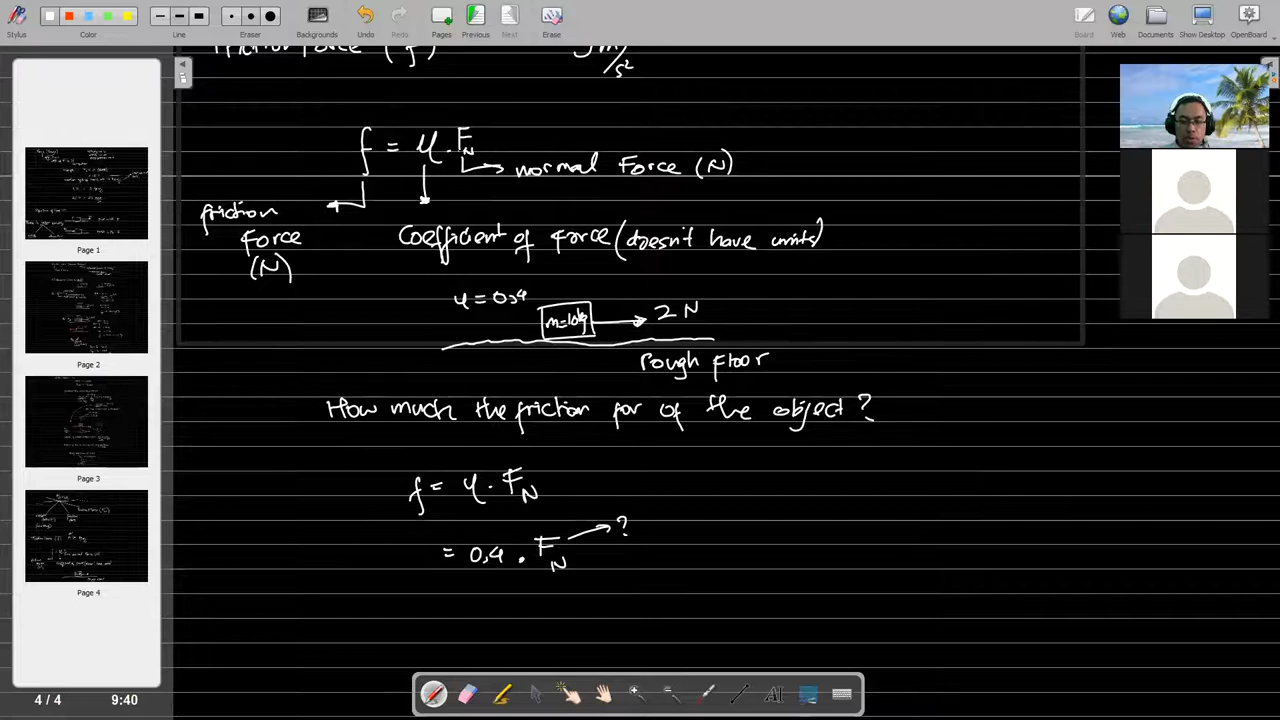 Stylus
Color
Line
Backgrounds
Undo
Redo
Pages
Previous
Next
Erase
Board
Web
Documents
Show Desktop
OpenBoard
friction Force (f)
m/s²
f = μ . F_N
normal Force (N)
friction
Force
(N)
Coefficient of Force (doesn't have units)
μ = 0,4
m=10kg
2 N
rough floor
How much the friction for of the object ?
f = μ . F_N
= 0,4 . F_N
?
Page 1
Page 2
Page 3
Page 4
4 / 4
9:40